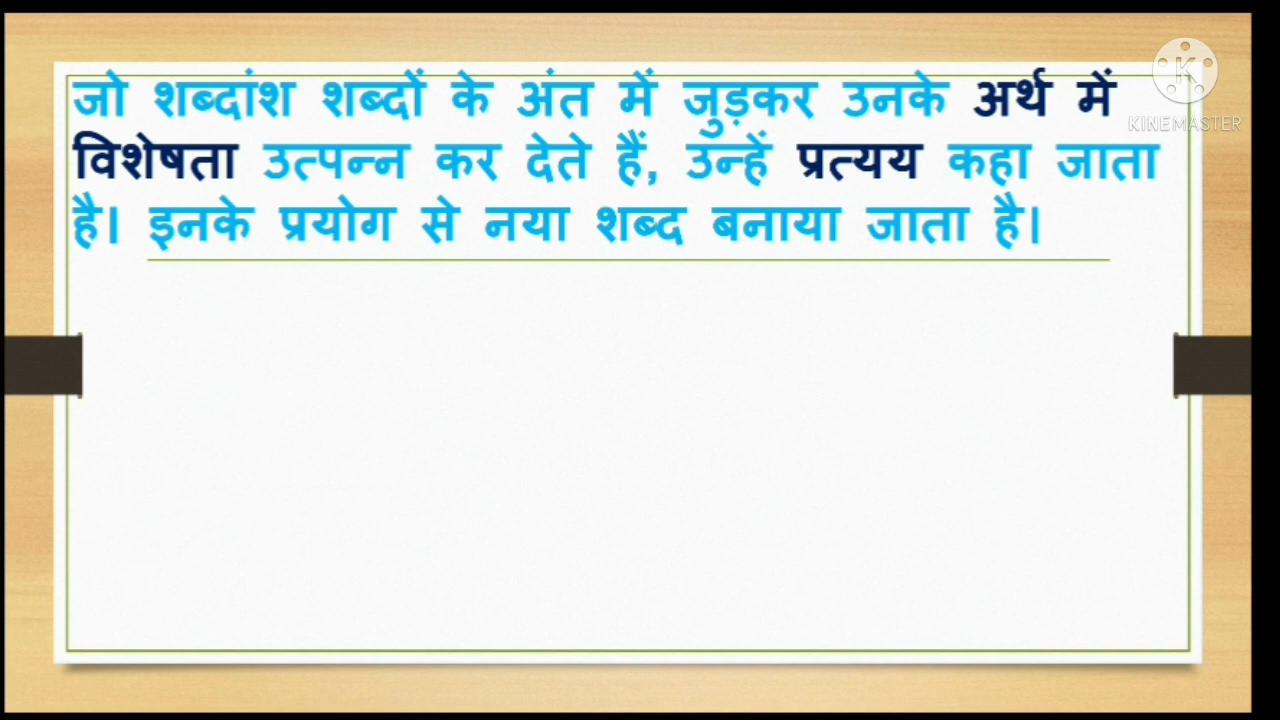 जो शब्दांश शब्दों के अंत में जुड़कर उनके अर्थ में
विशेषता उत्पन्न कर देते हैं, उन्हें प्रत्यय कहा जाता
है। इनके प्रयोग से नया शब्द बनाया जाता है।
K
KINEMASTER